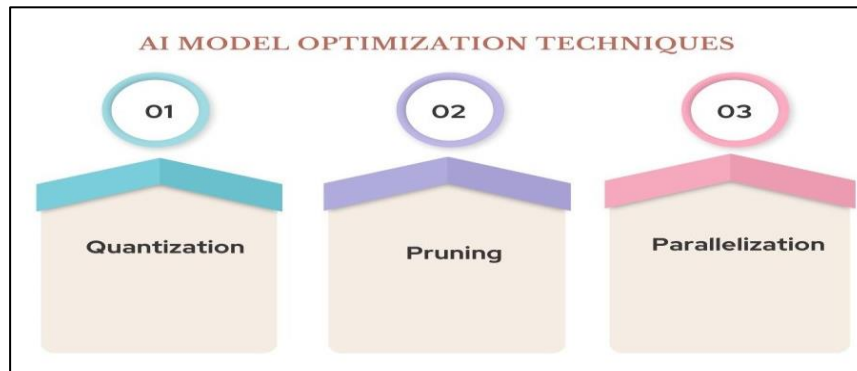 AI MODEL OPTIMIZATION TECHNIQUES
01
02
03
Quantization
Pruning
Parallelization